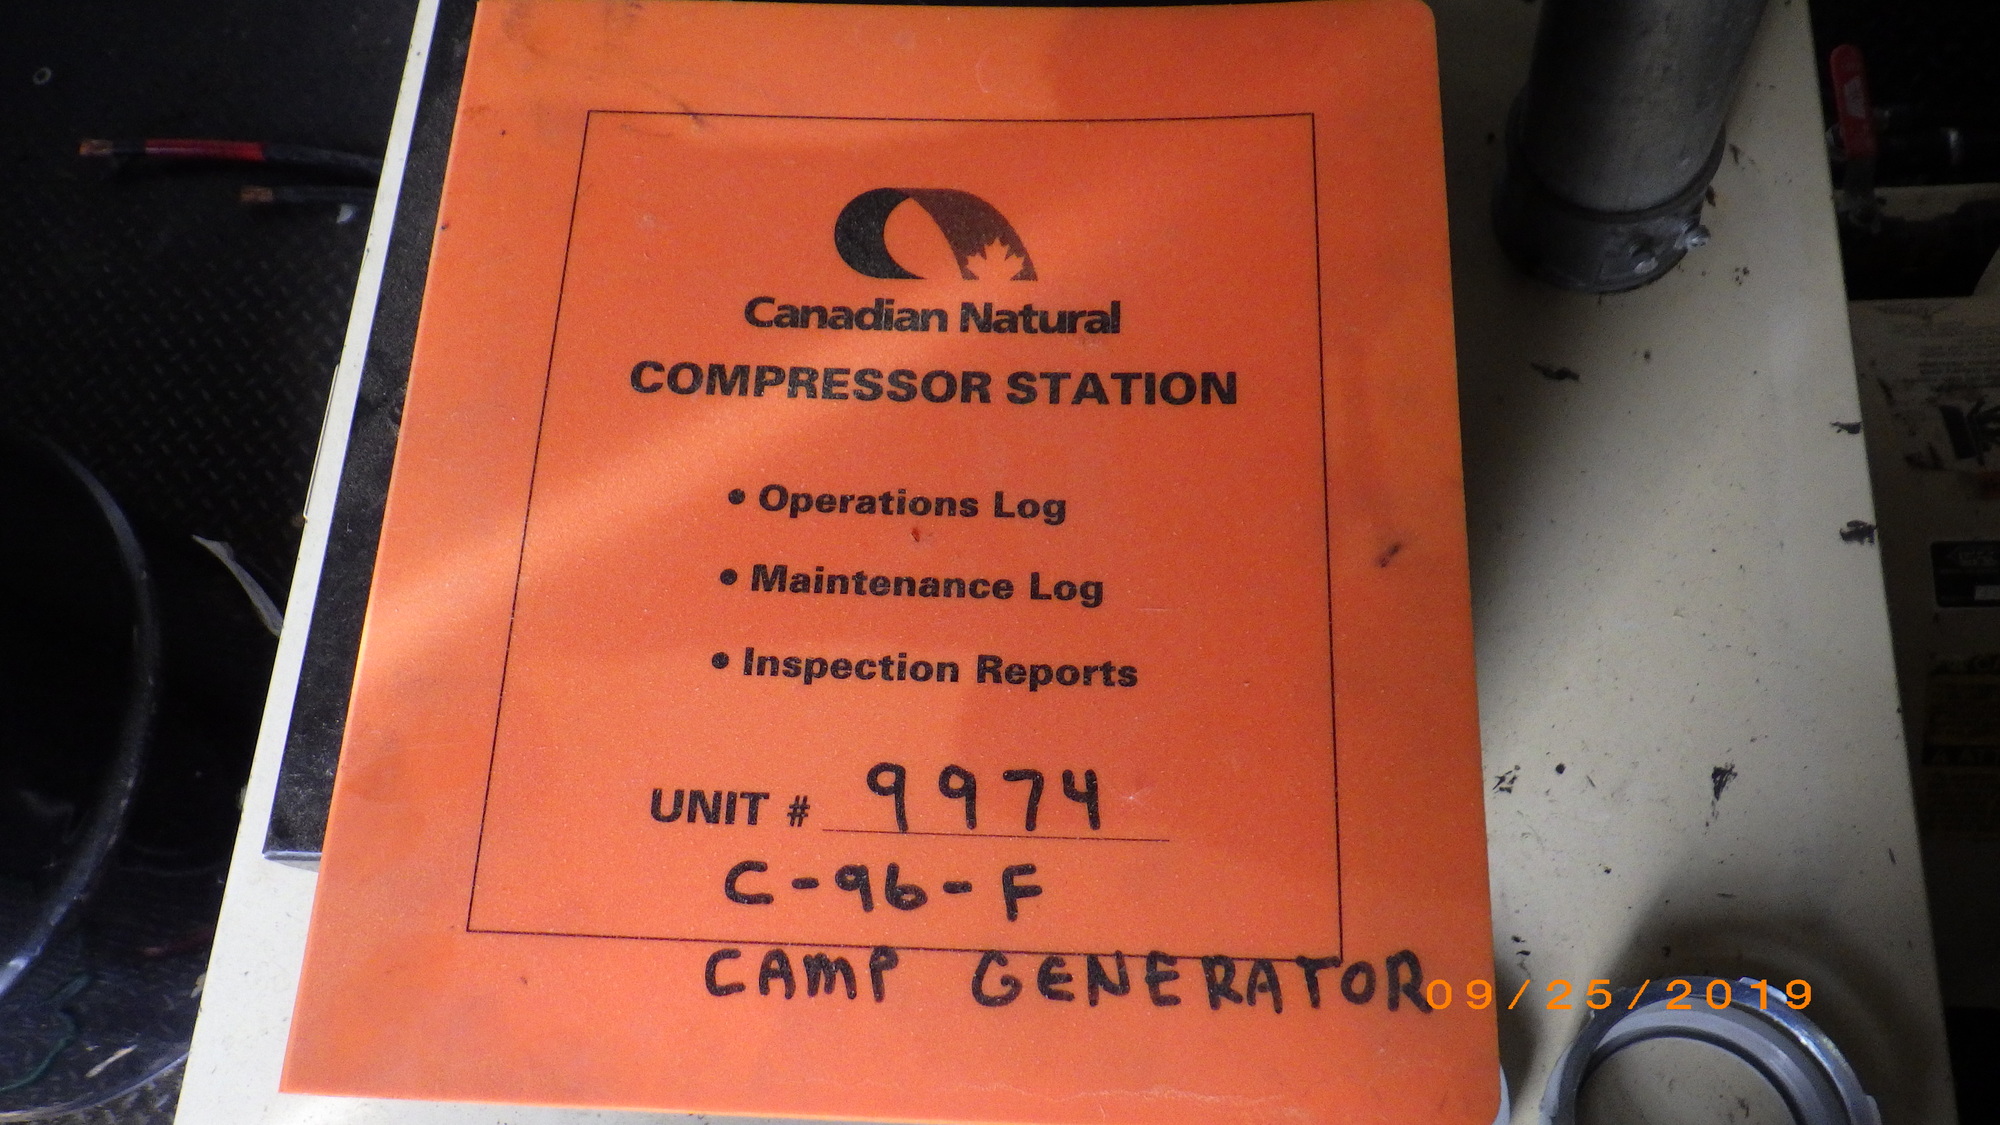 Canadian Natural
COMPRESSOR STATION
• Operations Log
• Maintenance Log
• Inspection Reports
UNIT # 9974
C-96-F
CAMP GENERATOR
09/25/2019